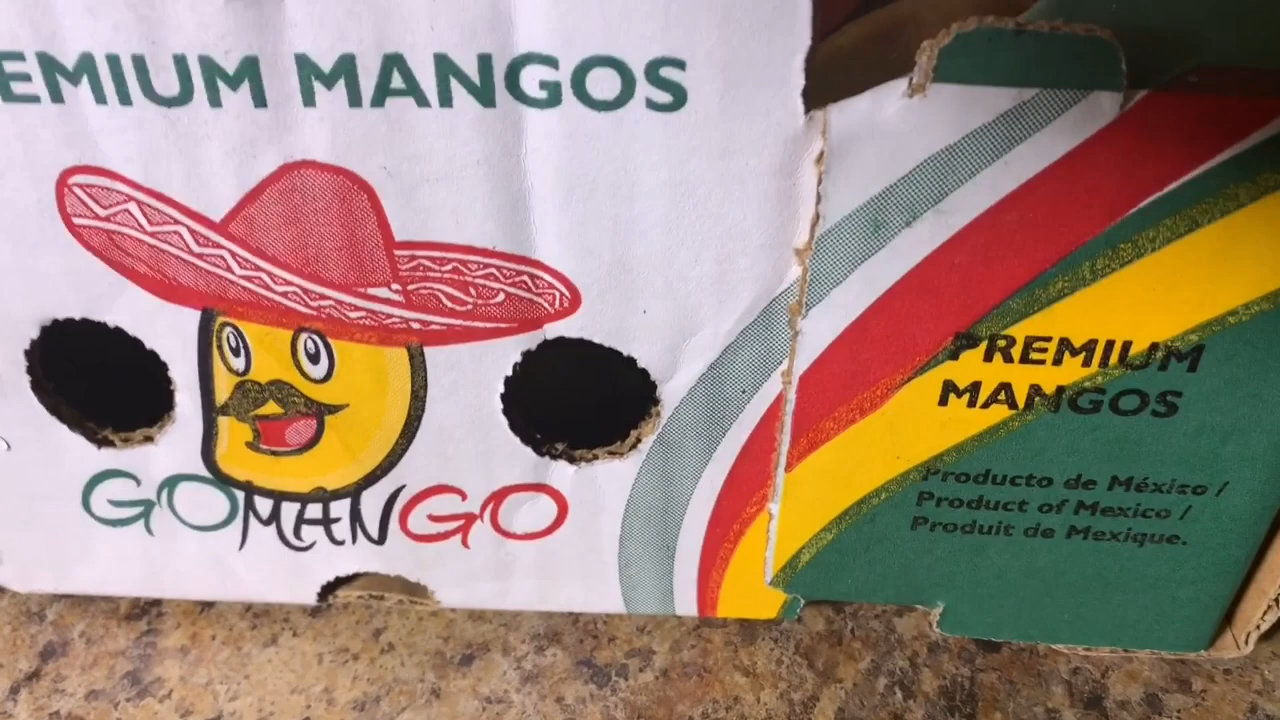 EMIUM MANGOS
GOMANGO
PREMIUM
MANGOS
Producto de México /
Product of Mexico /
Produit de Mexique.